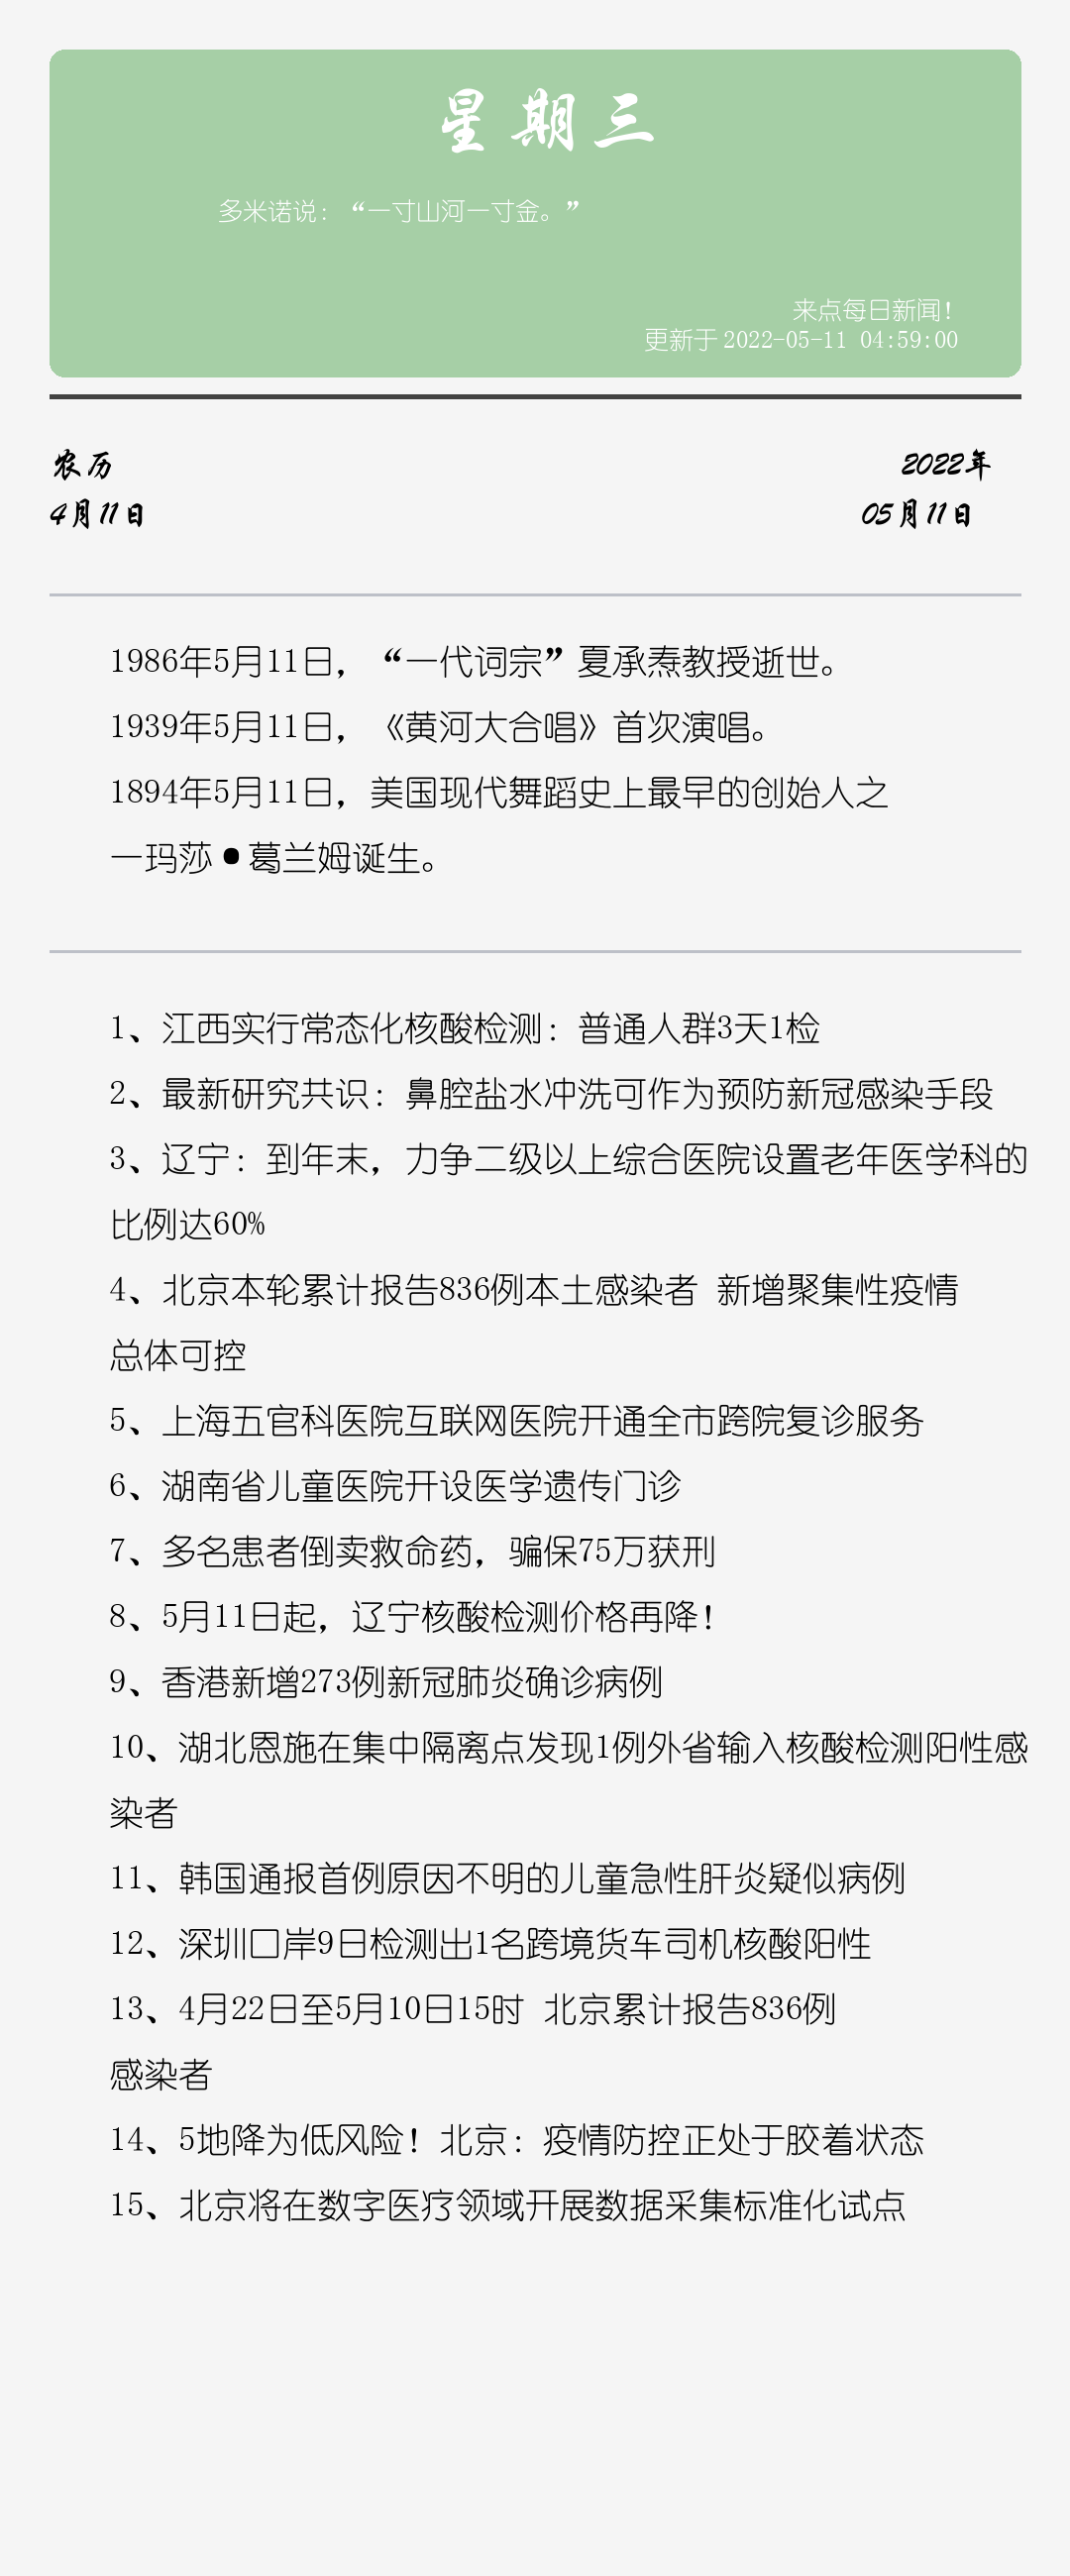 星期三
多米诺说：“一寸山河一寸金。”
来点每日新闻！
更新于 2022-05-11 04:59:00
农历
2022年
4月11日
05月11日
1986年5月11日，“一代词宗”夏承焘教授逝世。
1939年5月11日，《黄河大合唱》首次演唱。
1894年5月11日，美国现代舞蹈史上最早的创始人之
一玛莎•葛兰姆诞生。
1、江西实行常态化核酸检测：普通人群3天1检
2、最新研究共识：鼻腔盐水冲洗可作为预防新冠感染手段
3、辽宁：到年末，力争二级以上综合医院设置老年医学科的
比例达60%
4、北京本轮累计报告836例本土感染者 新增聚集性疫情
总体可控
5、上海五官科医院互联网医院开通全市跨院复诊服务
6、湖南省儿童医院开设医学遗传门诊
7、多名患者倒卖救命药，骗保75万获刑
8、5月11日起，辽宁核酸检测价格再降！
9、香港新增273例新冠肺炎确诊病例
10、湖北恩施在集中隔离点发现1例外省输入核酸检测阳性感
染者
11、韩国通报首例原因不明的儿童急性肝炎疑似病例
12、深圳口岸9日检测出1名跨境货车司机核酸阳性
13、4月22日至5月10日15时 北京累计报告836例
感染者
14、5地降为低风险！北京：疫情防控正处于胶着状态
15、北京将在数字医疗领域开展数据采集标准化试点